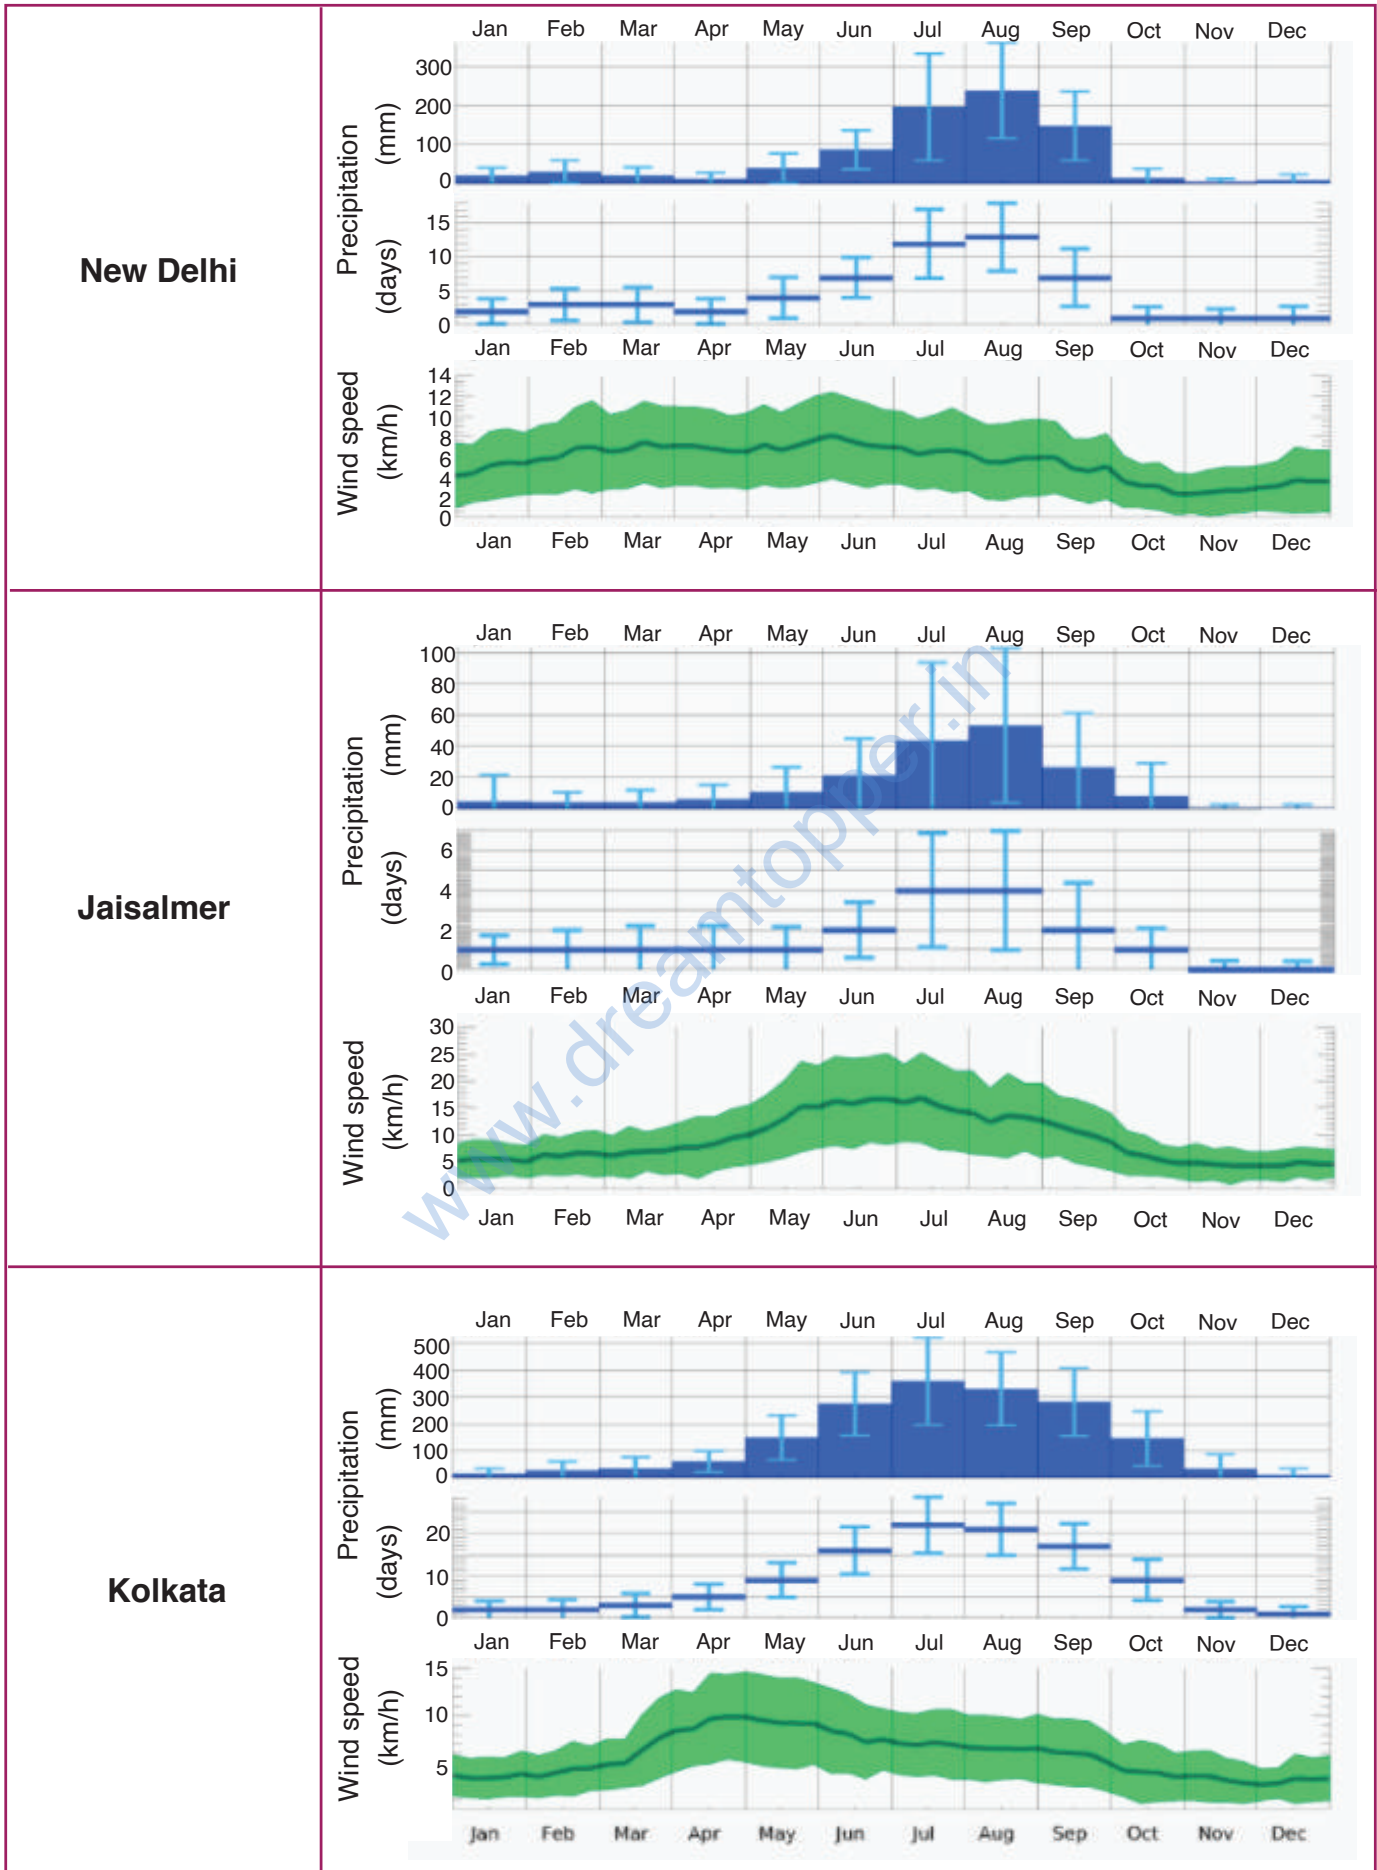 New Delhi
Jan Feb Mar Apr May Jun Jul Aug Sep Oct Nov Dec
Precipitation
(mm)
300
200
100
0
(days)
15
10
5
0
Jan Feb Mar Apr May Jun Jul Aug Sep Oct Nov Dec
Wind speed
(km/h)
14
12
10
8
6
4
2
0
Jan Feb Mar Apr May Jun Jul Aug Sep Oct Nov Dec
Jaisalmer
Jan Feb Mar Apr May Jun Jul Aug Sep Oct Nov Dec
Precipitation
(mm)
100
80
60
40
20
0
(days)
6
4
2
0
Jan Feb Mar Apr May Jun Jul Aug Sep Oct Nov Dec
Wind speed
(km/h)
30
25
20
15
10
5
0
Jan Feb Mar Apr May Jun Jul Aug Sep Oct Nov Dec
www.dreamtopper.in
Kolkata
Jan Feb Mar Apr May Jun Jul Aug Sep Oct Nov Dec
Precipitation
(mm)
500
400
300
200
100
0
(days)
20
10
0
Jan Feb Mar Apr May Jun Jul Aug Sep Oct Nov Dec
Wind speed
(km/h)
15
10
5
Jan Feb Mar Apr May Jun Jul Aug Sep Oct Nov Dec